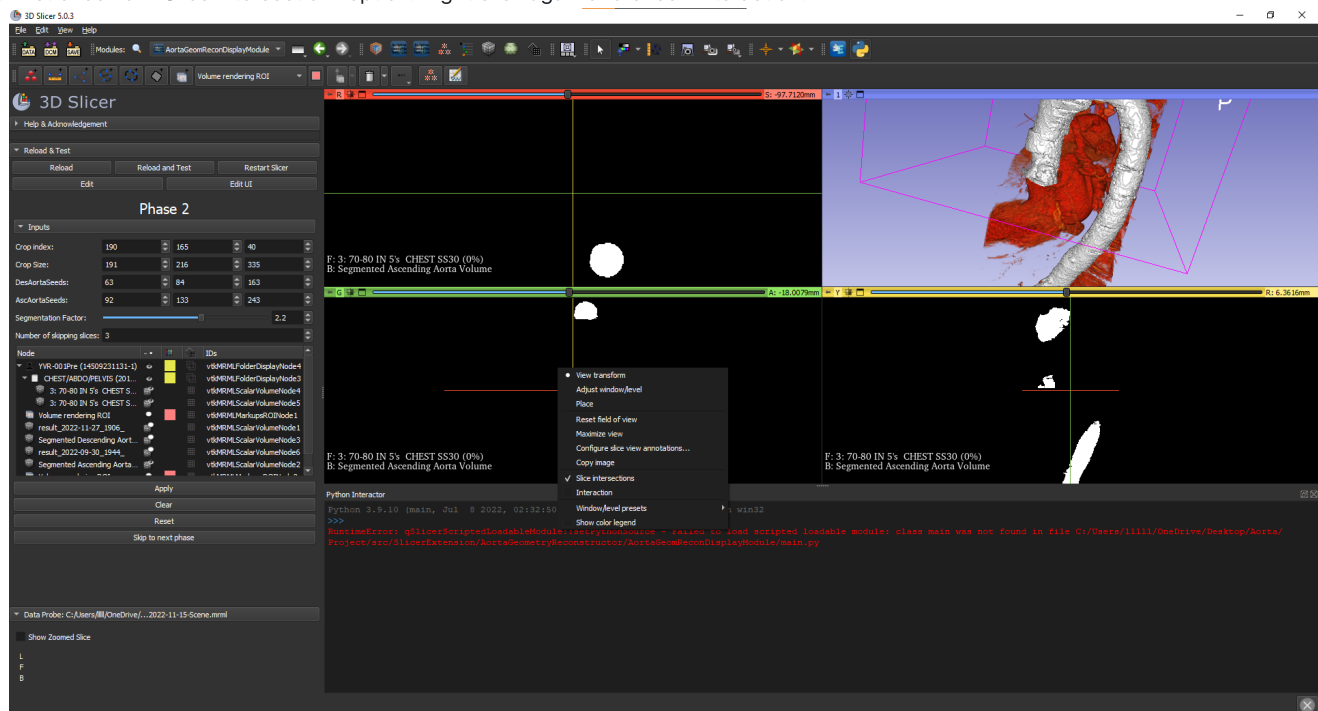 3D Slicer 5.0.3
File Edit View Help
DATA DCM SAVE Modules: AortaGeomReconDisplayModule
Volume rendering ROI
3D Slicer
Help & Adknowledgement
Reload & Test
Reload Reload and Test Restart Slicer
Edit Edit UI
Phase 2
Inputs
Crop index: 190 165 40
Crop Size: 191 216 335
DesAortaSeeds: 63 84 163
AscAortaSeeds: 92 133 243
Segmentation Factor: 2.2
Number of skipping slices: 3
Node IDs
YVR-001Pre (14509231131-1) vtkMRMLFolderDisplayNode4
CHEST/ABDO/PELVIS (201... vtkMRMLFolderDisplayNode3
3: 70-80 IN 5's CHEST S... vtkMRMLScalarVolumeNode4
3: 70-80 IN 5's CHEST S... vtkMRMLScalarVolumeNode5
Volume rendering ROI vtkMRMLMarkupsROINode1
result_2022-11-27_1906_ vtkMRMLScalarVolumeNode1
Segmented Descending Aort... vtkMRMLScalarVolumeNode3
result_2022-09-30_1944_ vtkMRMLScalarVolumeNode6
Segmented Ascending Aorta... vtkMRMLScalarVolumeNode2
Apply
Clear
Reset
Skip to next phase
Data Probe: C:/Users/lllll/OneDrive/...2022-11-15-Scene.mrml
Show Zoomed Slice
L
F
B
R S: -97.7120mm
F: 3: 70-80 IN 5's CHEST SS30 (0%)
B: Segmented Ascending Aorta Volume
1
P
G A: -18.0079mm
F: 3: 70-80 IN 5's CHEST SS30 (0%)
B: Segmented Ascending Aorta Volume
Y R: 6.3616mm
F: 3: 70-80 IN 5's CHEST SS30 (0%)
B: Segmented Ascending Aorta Volume
View transform
Adjust window/level
Place
Reset field of view
Maximize view
Configure slice view annotations...
Copy image
Slice intersections
Interaction
Window/level presets
Show color legend
Python Interactor
Python 3.9.10 (main, Jul 8 2022, 02:32:50 win32
>>>
RuntimeError: qSlicerScriptedLoadableModule::setPythonSource - Failed to load scripted loadable module: class main was not found in file C:/Users/lllll/OneDrive/Desktop/Aorta/
Project/src/SlicerExtension/AortaGeometryReconstructor/AortaGeomReconDisplayModule/main.py